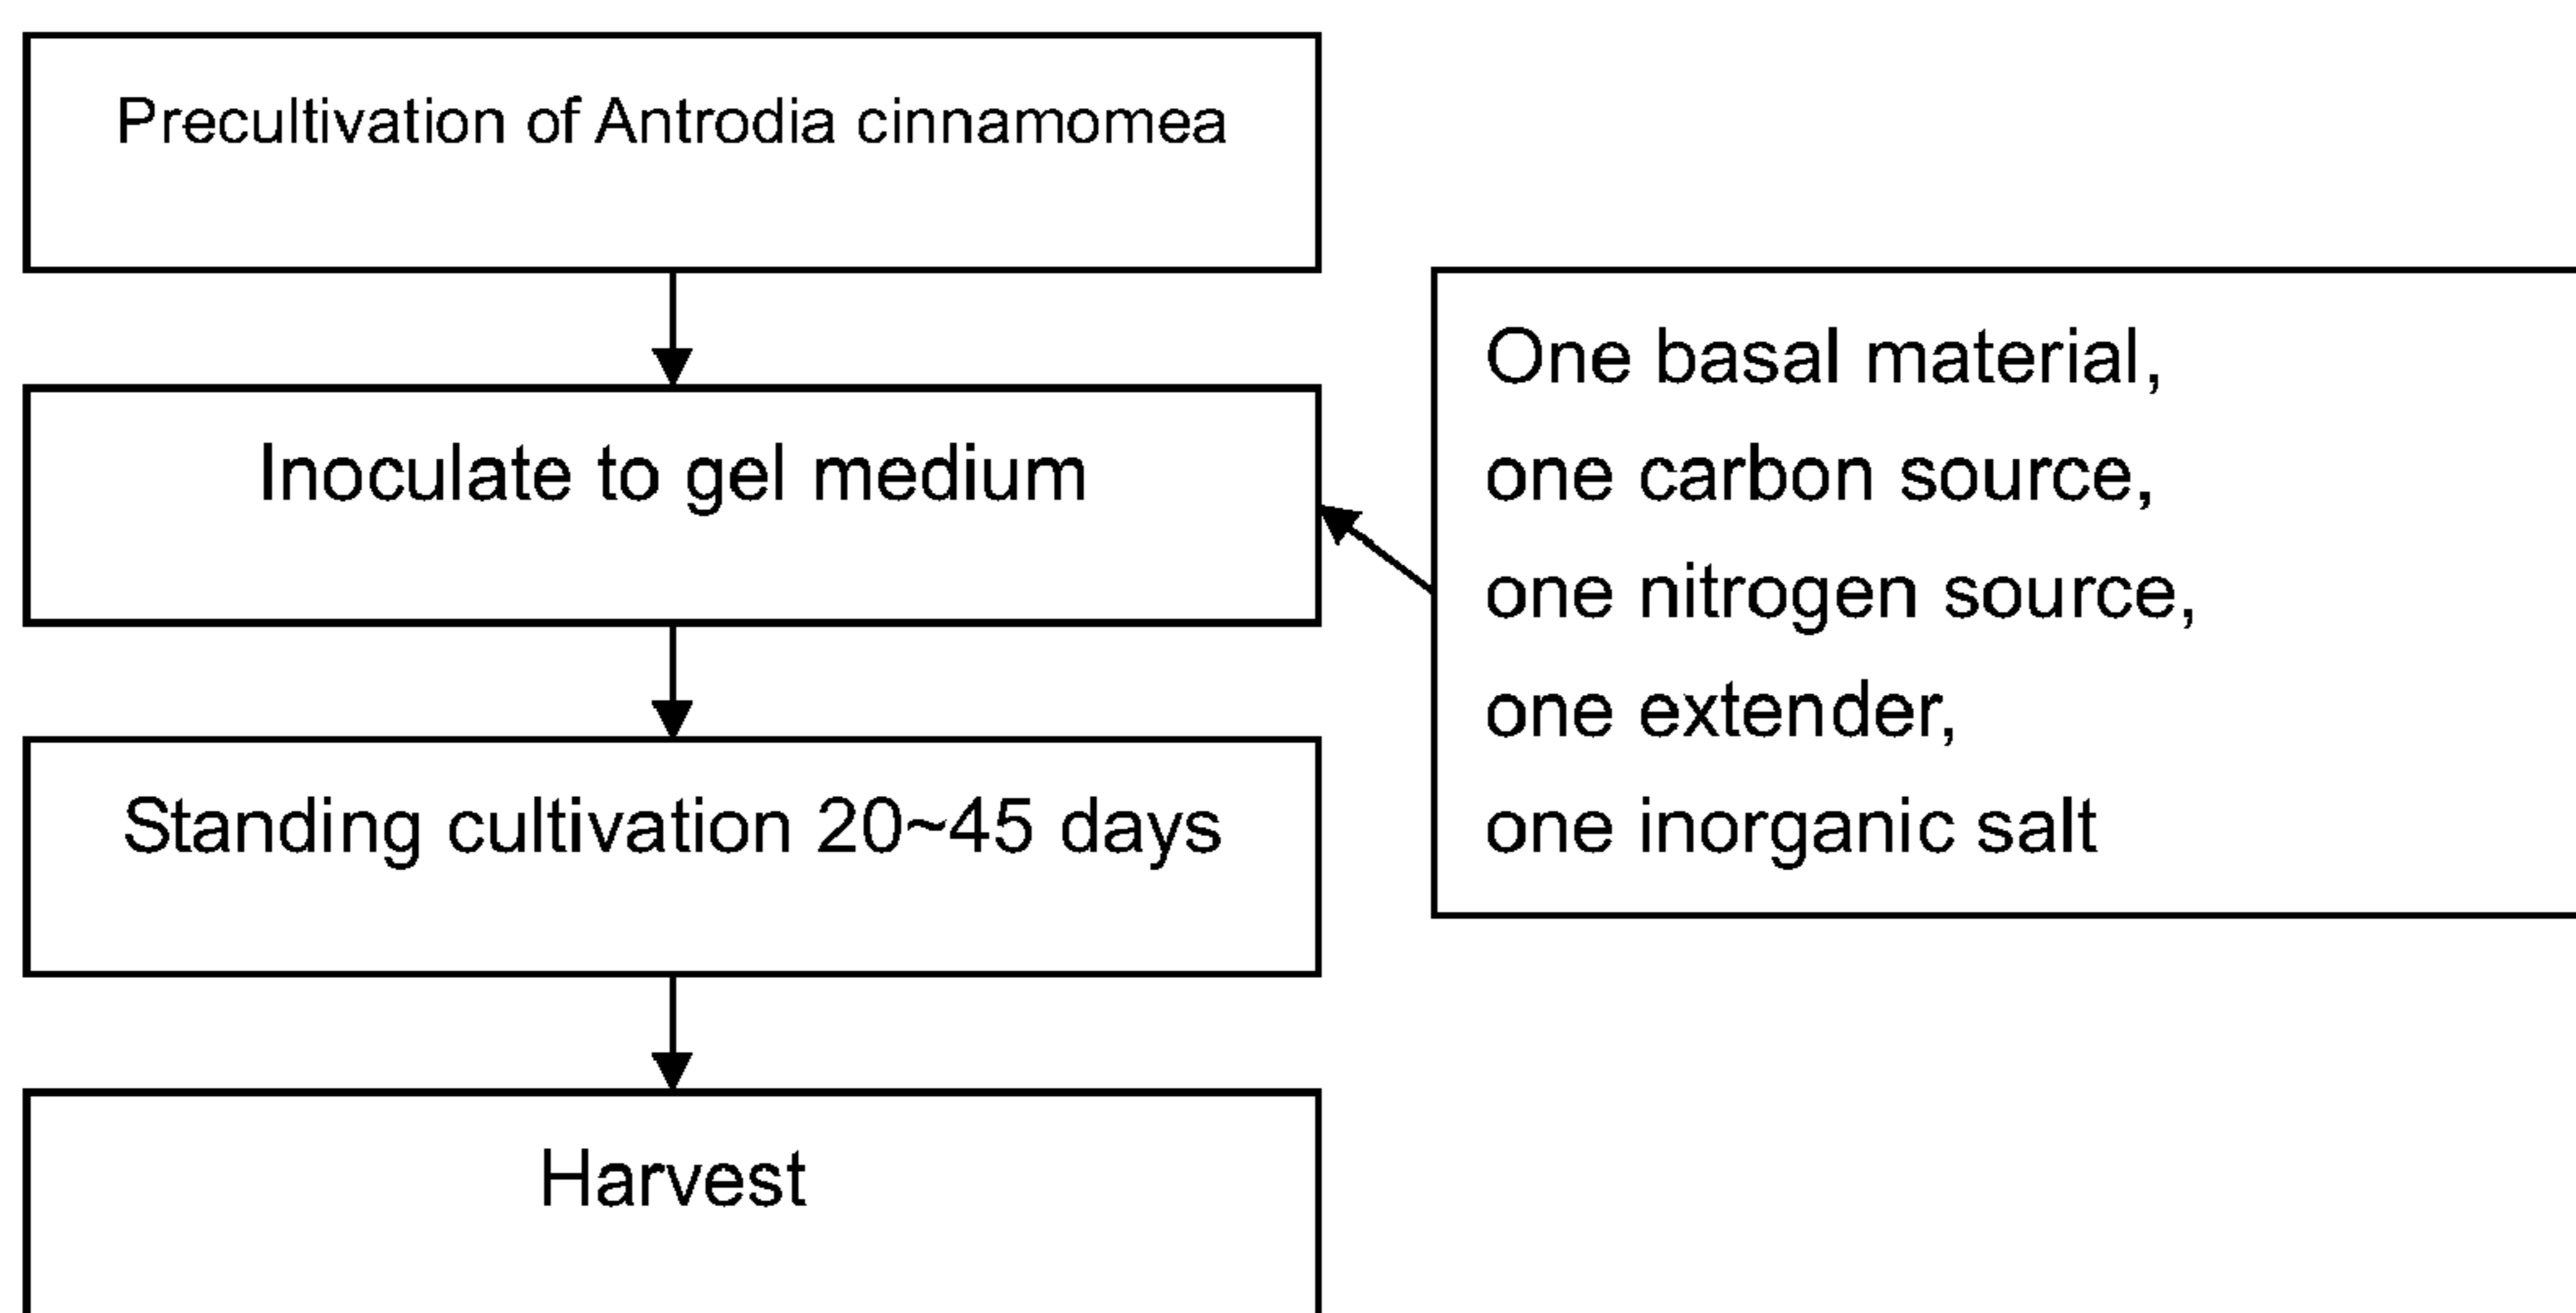 Precultivation of Antrodia cinnamomea
Inoculate to gel medium
One basal material,
one carbon source,
one nitrogen source,
one extender,
one inorganic salt
Standing cultivation 20~45 days
Harvest